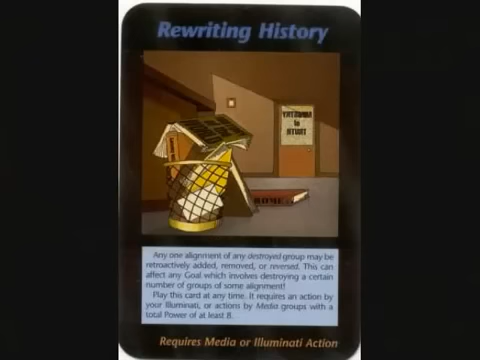 Rewriting History
Any one alignment of any destroyed group may be
retroactively added, removed, or reversed. This can
affect any Goal which involves destroying a certain
number of groups of some alignment!
Play this card at any time. It requires an action by
your Illuminati, or actions by Media groups with a
total Power of at least 8.
Requires Media or Illuminati Action